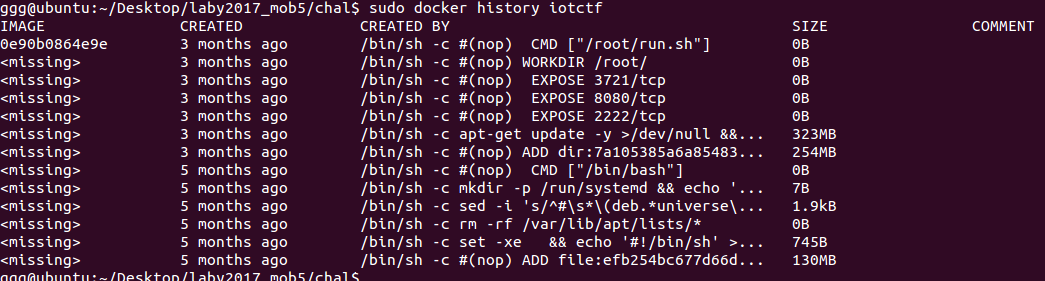 ggg@ubuntu:~/Desktop/laby2017_mob5/chal$ sudo docker history iotctf
IMAGE CREATED CREATED BY SIZE COMMENT
0e90b0864e9e 3 months ago /bin/sh -c #(nop) CMD ["/root/run.sh"] 0B
<missing> 3 months ago /bin/sh -c #(nop) WORKDIR /root/ 0B
<missing> 3 months ago /bin/sh -c #(nop) EXPOSE 3721/tcp 0B
<missing> 3 months ago /bin/sh -c #(nop) EXPOSE 8080/tcp 0B
<missing> 3 months ago /bin/sh -c #(nop) EXPOSE 2222/tcp 0B
<missing> 3 months ago /bin/sh -c apt-get update -y >/dev/null &&... 323MB
<missing> 3 months ago /bin/sh -c #(nop) ADD dir:7a105385a6a85483... 254MB
<missing> 5 months ago /bin/sh -c #(nop) CMD ["/bin/bash"] 0B
<missing> 5 months ago /bin/sh -c mkdir -p /run/systemd && echo '... 7B
<missing> 5 months ago /bin/sh -c sed -i 's/^#\s*\(deb.*universe\... 1.9kB
<missing> 5 months ago /bin/sh -c rm -rf /var/lib/apt/lists/* 0B
<missing> 5 months ago /bin/sh -c set -xe && echo '#!/bin/sh' >... 745B
<missing> 5 months ago /bin/sh -c #(nop) ADD file:efb254bc677d66d... 130MB
ggg@ubuntu:~/Desktop/laby2017_mob5/chal$